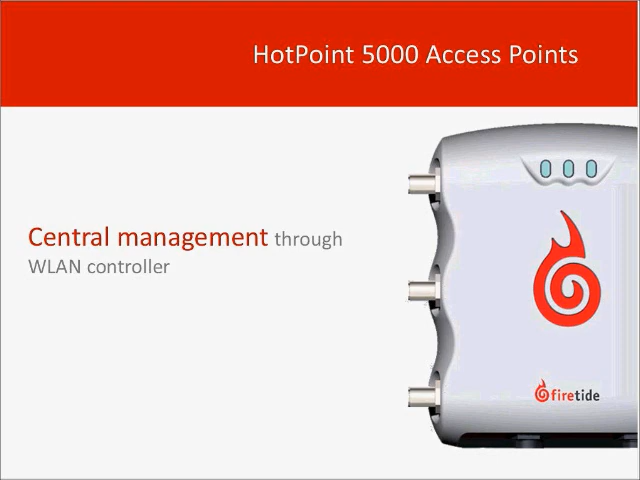 HotPoint 5000 Access Points
Central management through
WLAN controller
firetide